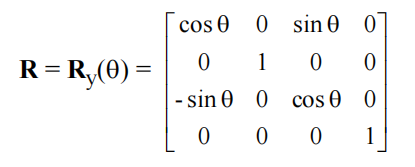 cos θ 0 sin θ 0
R = R_y(θ) = 0 1 0 0
- sin θ 0 cos θ 0
0 0 0 1